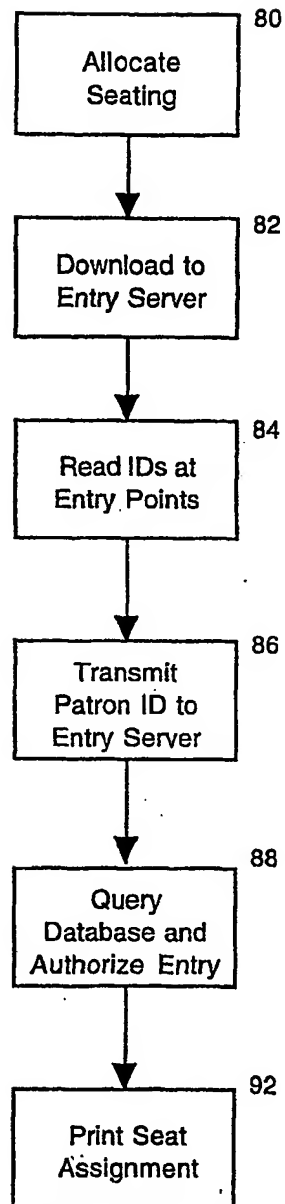 80
Allocate
Seating
82
Download to
Entry Server
84
Read IDs at
Entry Points
86
Transmit
Patron ID to
Entry Server
88
Query
Database and
Authorize Entry
92
Print Seat
Assignment